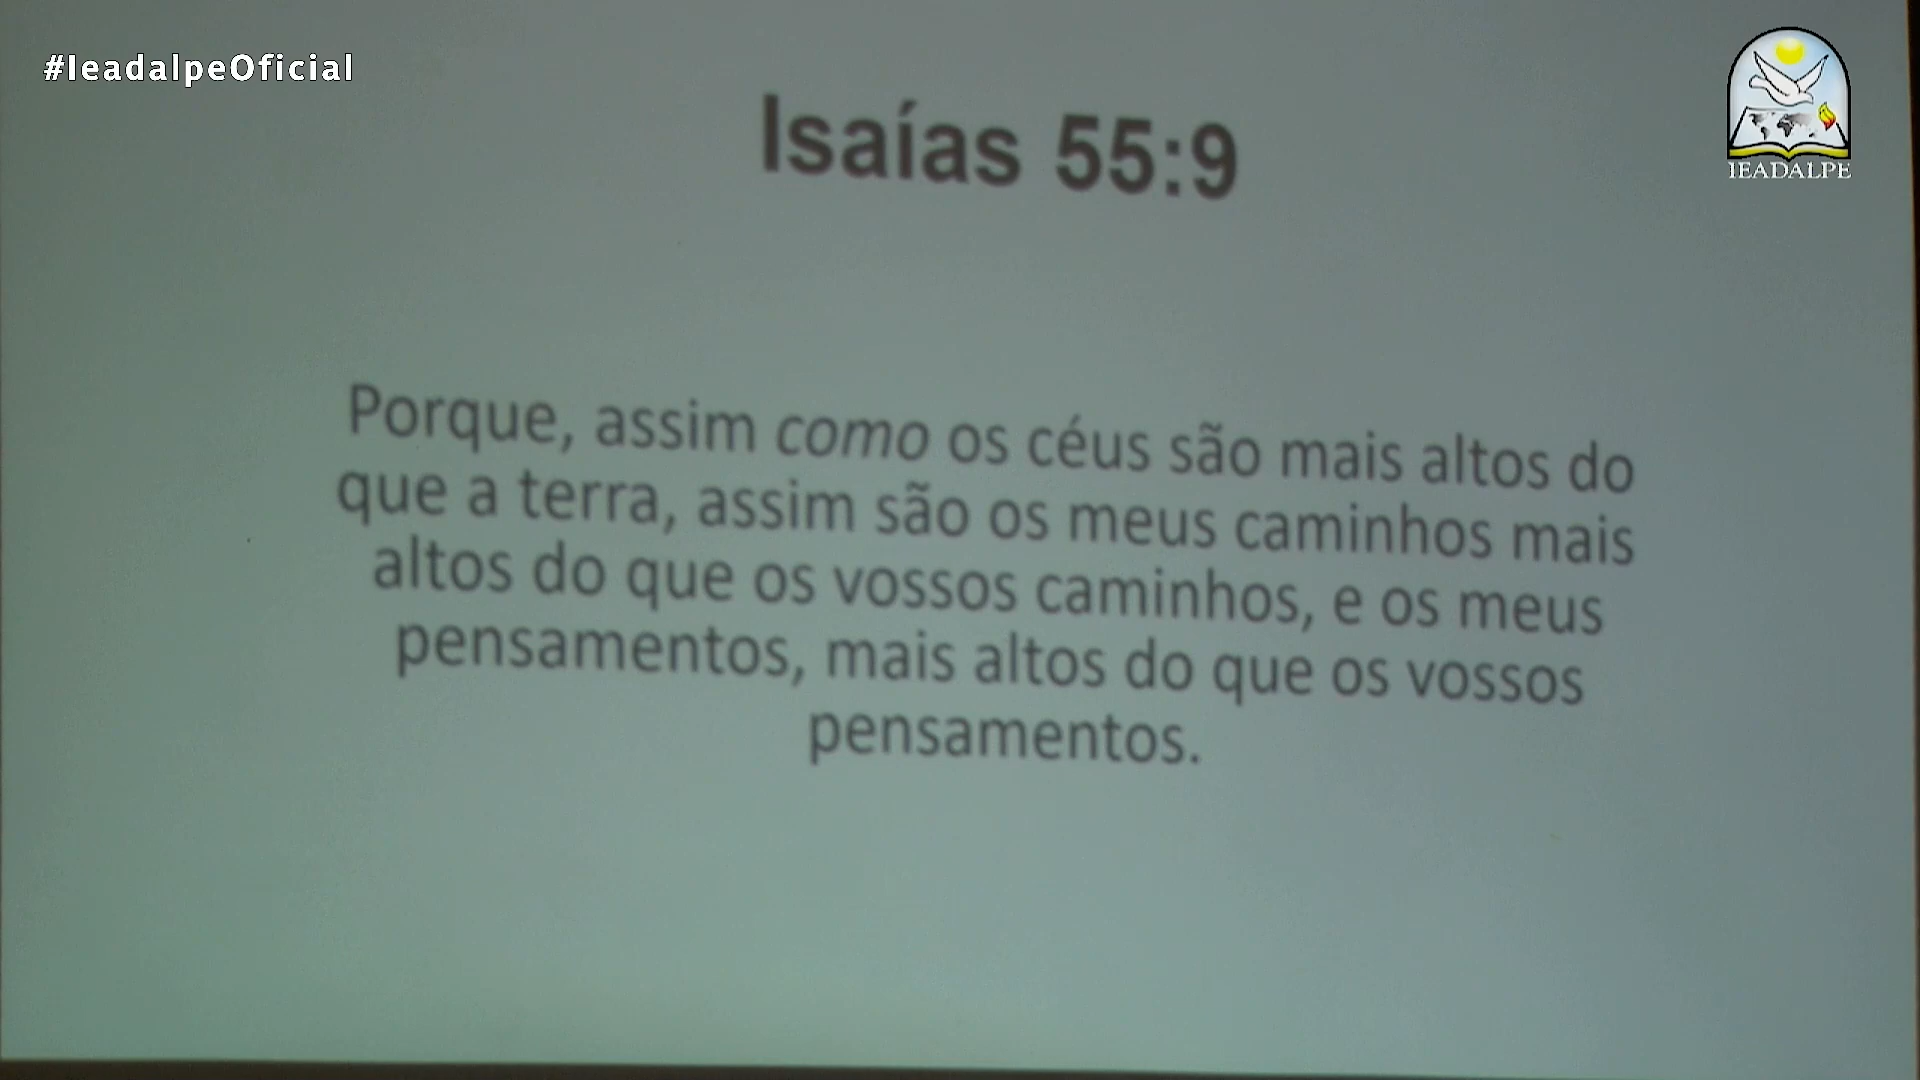 #IeadalpeOficial
IEADALPE
Isaías 55:9
Porque, assim como os céus são mais altos do
que a terra, assim são os meus caminhos mais
altos do que os vossos caminhos, e os meus
pensamentos, mais altos do que os vossos
pensamentos.